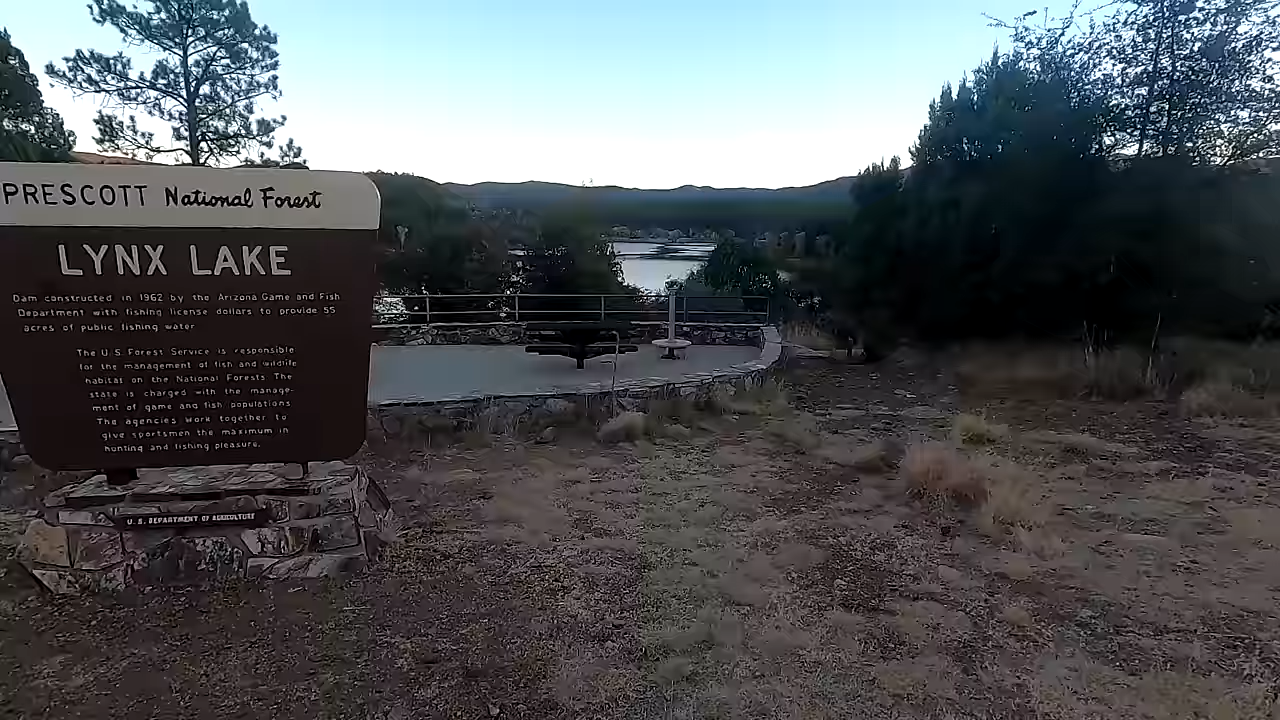 PRESCOTT National Forest
LYNX LAKE
Dam constructed in 1962 by the Arizona Game and Fish
Department with fishing license dollars to provide 55
acres of public fishing water
The U.S. Forest Service is responsible
for the management of fish and wildlife
habitat on the National Forests. The
state is charged with the manage-
ment of game and fish populations
The agencies work together to
give sportsmen the maximum in
hunting and fishing pleasure.
U.S. DEPARTMENT OF AGRICULTURE